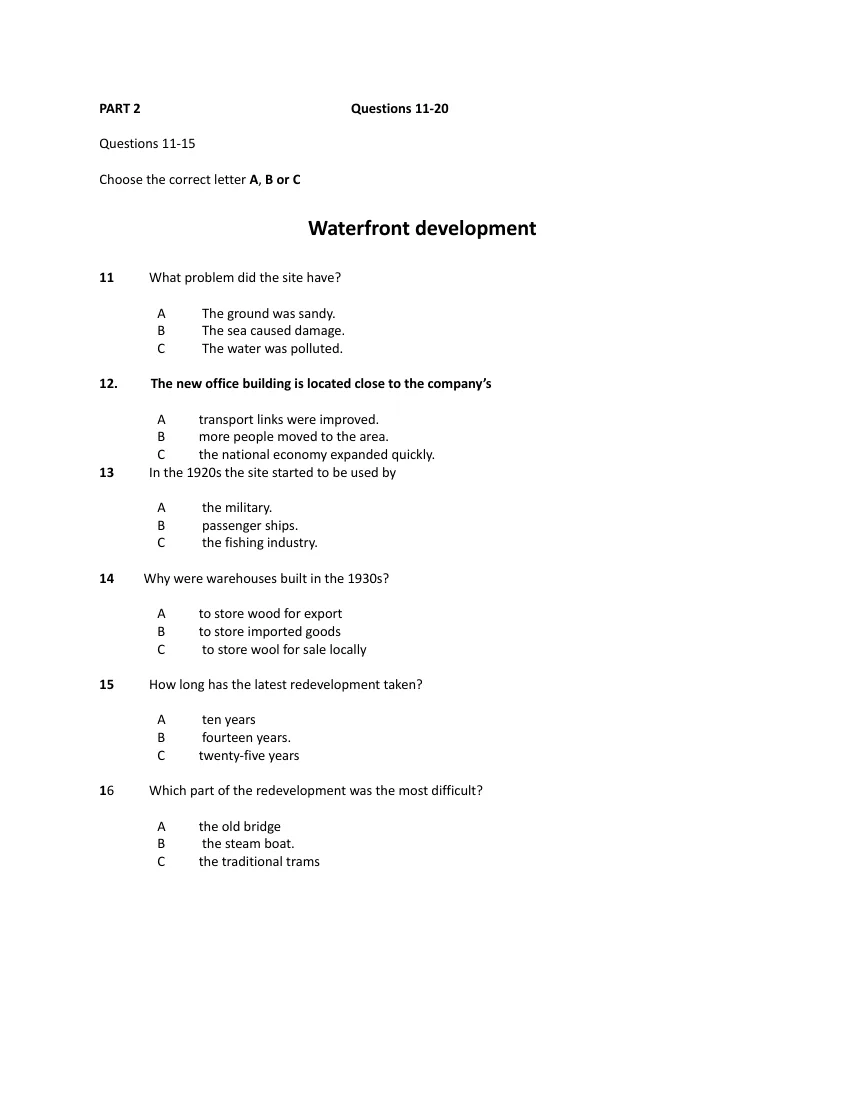 PART 2 Questions 11-20
Questions 11-15
Choose the correct letter A, B or C
Waterfront development
11 What problem did the site have?
A The ground was sandy.
B The sea caused damage.
C The water was polluted.
12. The new office building is located close to the company’s
A transport links were improved.
B more people moved to the area.
C the national economy expanded quickly.
13 In the 1920s the site started to be used by
A the military.
B passenger ships.
C the fishing industry.
14 Why were warehouses built in the 1930s?
A to store wood for export
B to store imported goods
C to store wool for sale locally
15 How long has the latest redevelopment taken?
A ten years
B fourteen years.
C twenty-five years
16 Which part of the redevelopment was the most difficult?
A the old bridge
B the steam boat.
C the traditional trams